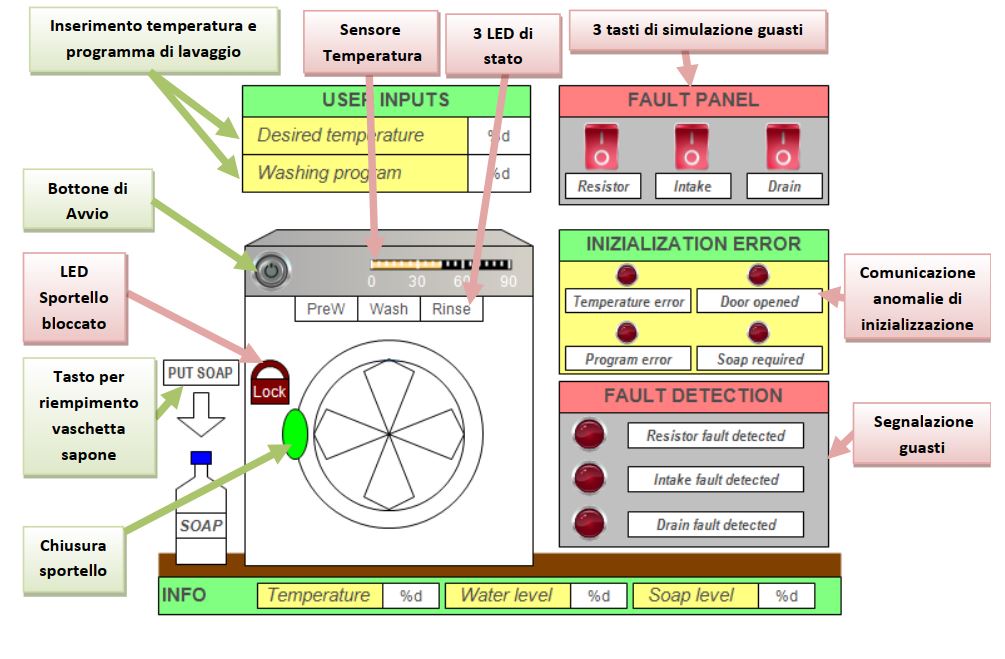 Inserimento temperatura e
programma di lavaggio
Sensore
Temperatura
3 LED di
stato
3 tasti di simulazione guasti
USER INPUTS
Desired temperature
%d
Washing program
%d
FAULT PANEL
Resistor
Intake
Drain
Bottone di
Avvio
0 30 60 90
PreW
Wash
Rinse
INIZIALIZATION ERROR
Temperature error
Door opened
Program error
Soap required
Comunicazione
anomalie di
inizializzazione
LED
Sportello
bloccato
Lock
Tasto per
riempimento
vaschetta
sapone
PUT SOAP
SOAP
FAULT DETECTION
Resistor fault detected
Intake fault detected
Drain fault detected
Segnalazione
guasti
Chiusura
sportello
INFO
Temperature
%d
Water level
%d
Soap level
%d